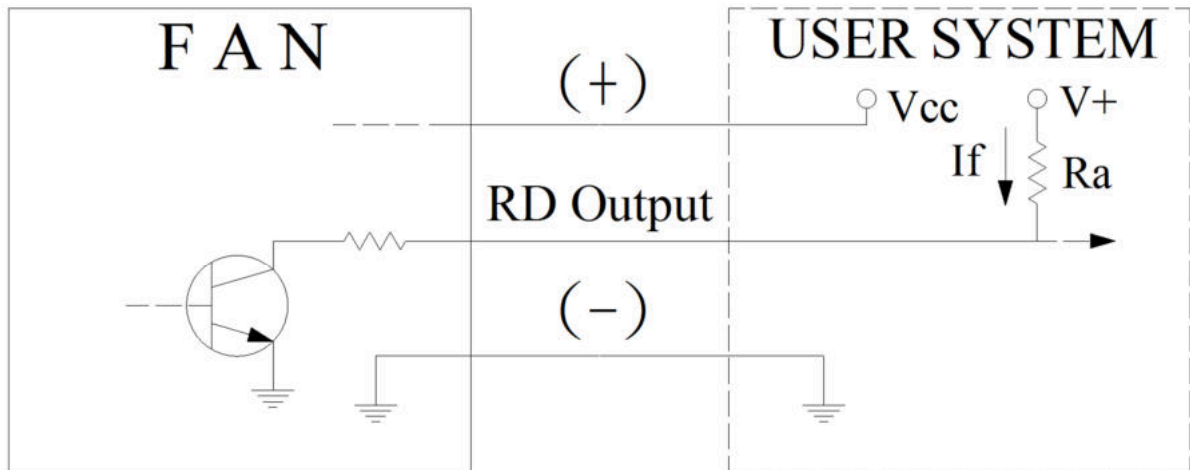 F A N
USER SYSTEM
(+)
Vcc
V+
If
Ra
RD Output
(-)